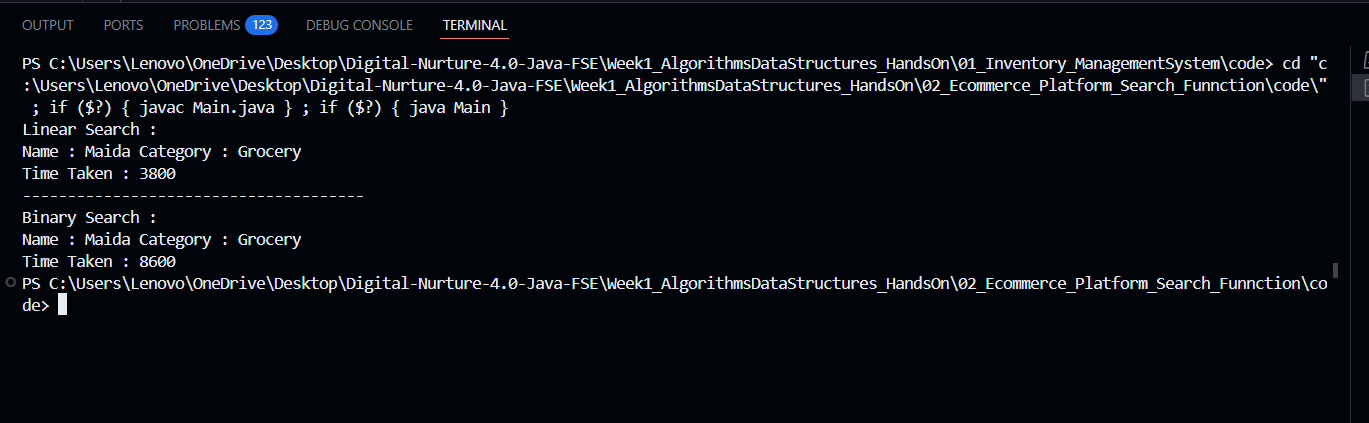 OUTPUT PORTS PROBLEMS 123 DEBUG CONSOLE TERMINAL
PS C:\Users\Lenovo\OneDrive\Desktop\Digital-Nurture-4.0-Java-FSE\Week1_AlgorithmsDataStructures_HandsOn\01_Inventory_ManagementSystem\code> cd "c
:\Users\Lenovo\OneDrive\Desktop\Digital-Nurture-4.0-Java-FSE\Week1_AlgorithmsDataStructures_HandsOn\02_Ecommerce_Platform_Search_Funnction\code\"
 ; if ($?) { javac Main.java } ; if ($?) { java Main }
Linear Search :
Name : Maida Category : Grocery
Time Taken : 3800
--------------------------------------
Binary Search :
Name : Maida Category : Grocery
Time Taken : 8600
PS C:\Users\Lenovo\OneDrive\Desktop\Digital-Nurture-4.0-Java-FSE\Week1_AlgorithmsDataStructures_HandsOn\02_Ecommerce_Platform_Search_Funnction\co
de>